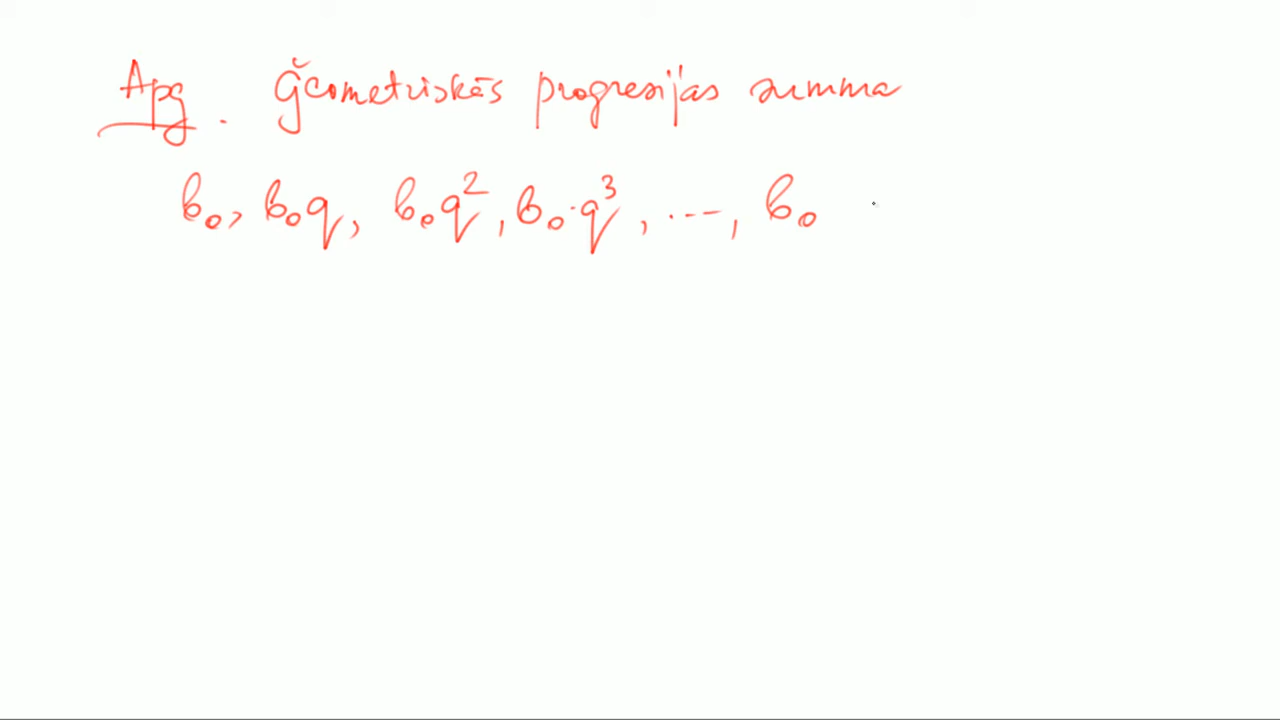 Apg. Ģeometriskās progresijas summa
b₀, b₀q, b₀q², b₀·q³, ..., b₀